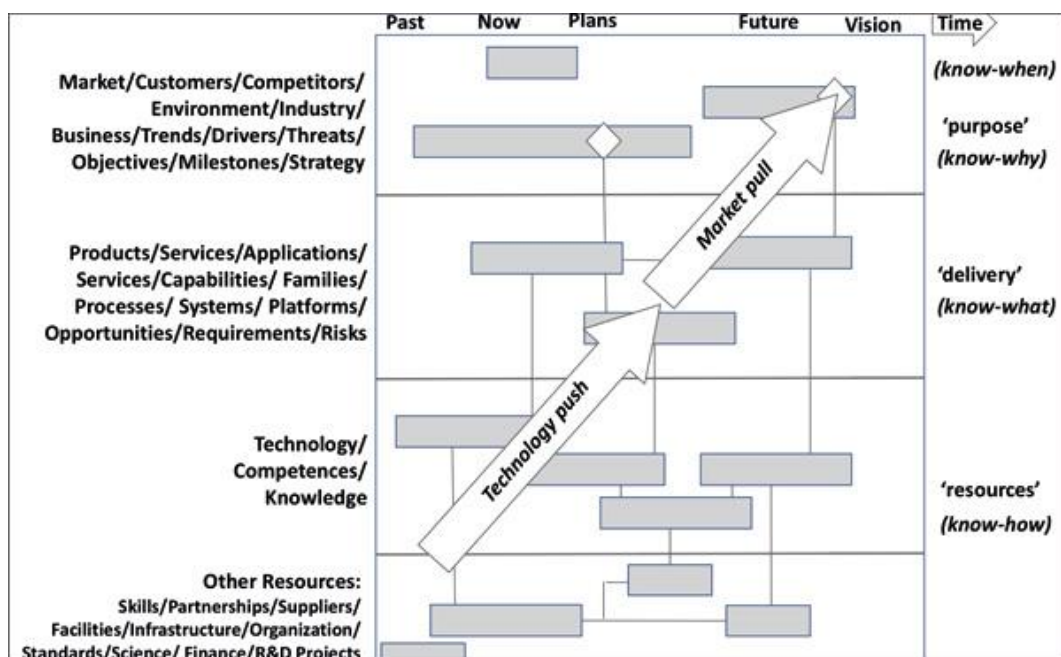 Past Now Plans Future Vision Time
(know-when)
Market/Customers/Competitors/
Environment/Industry/
Business/Trends/Drivers/Threats/
Objectives/Milestones/Strategy
'purpose'
(know-why)
Market pull
Products/Services/Applications/
Services/Capabilities/ Families/
Processes/ Systems/ Platforms/
Opportunities/Requirements/Risks
'delivery'
(know-what)
Technology push
Technology/
Competences/
Knowledge
'resources'
(know-how)
Other Resources:
Skills/Partnerships/Suppliers/
Facilities/Infrastructure/Organization/
Standards/Science/ Finance/R&D Projects